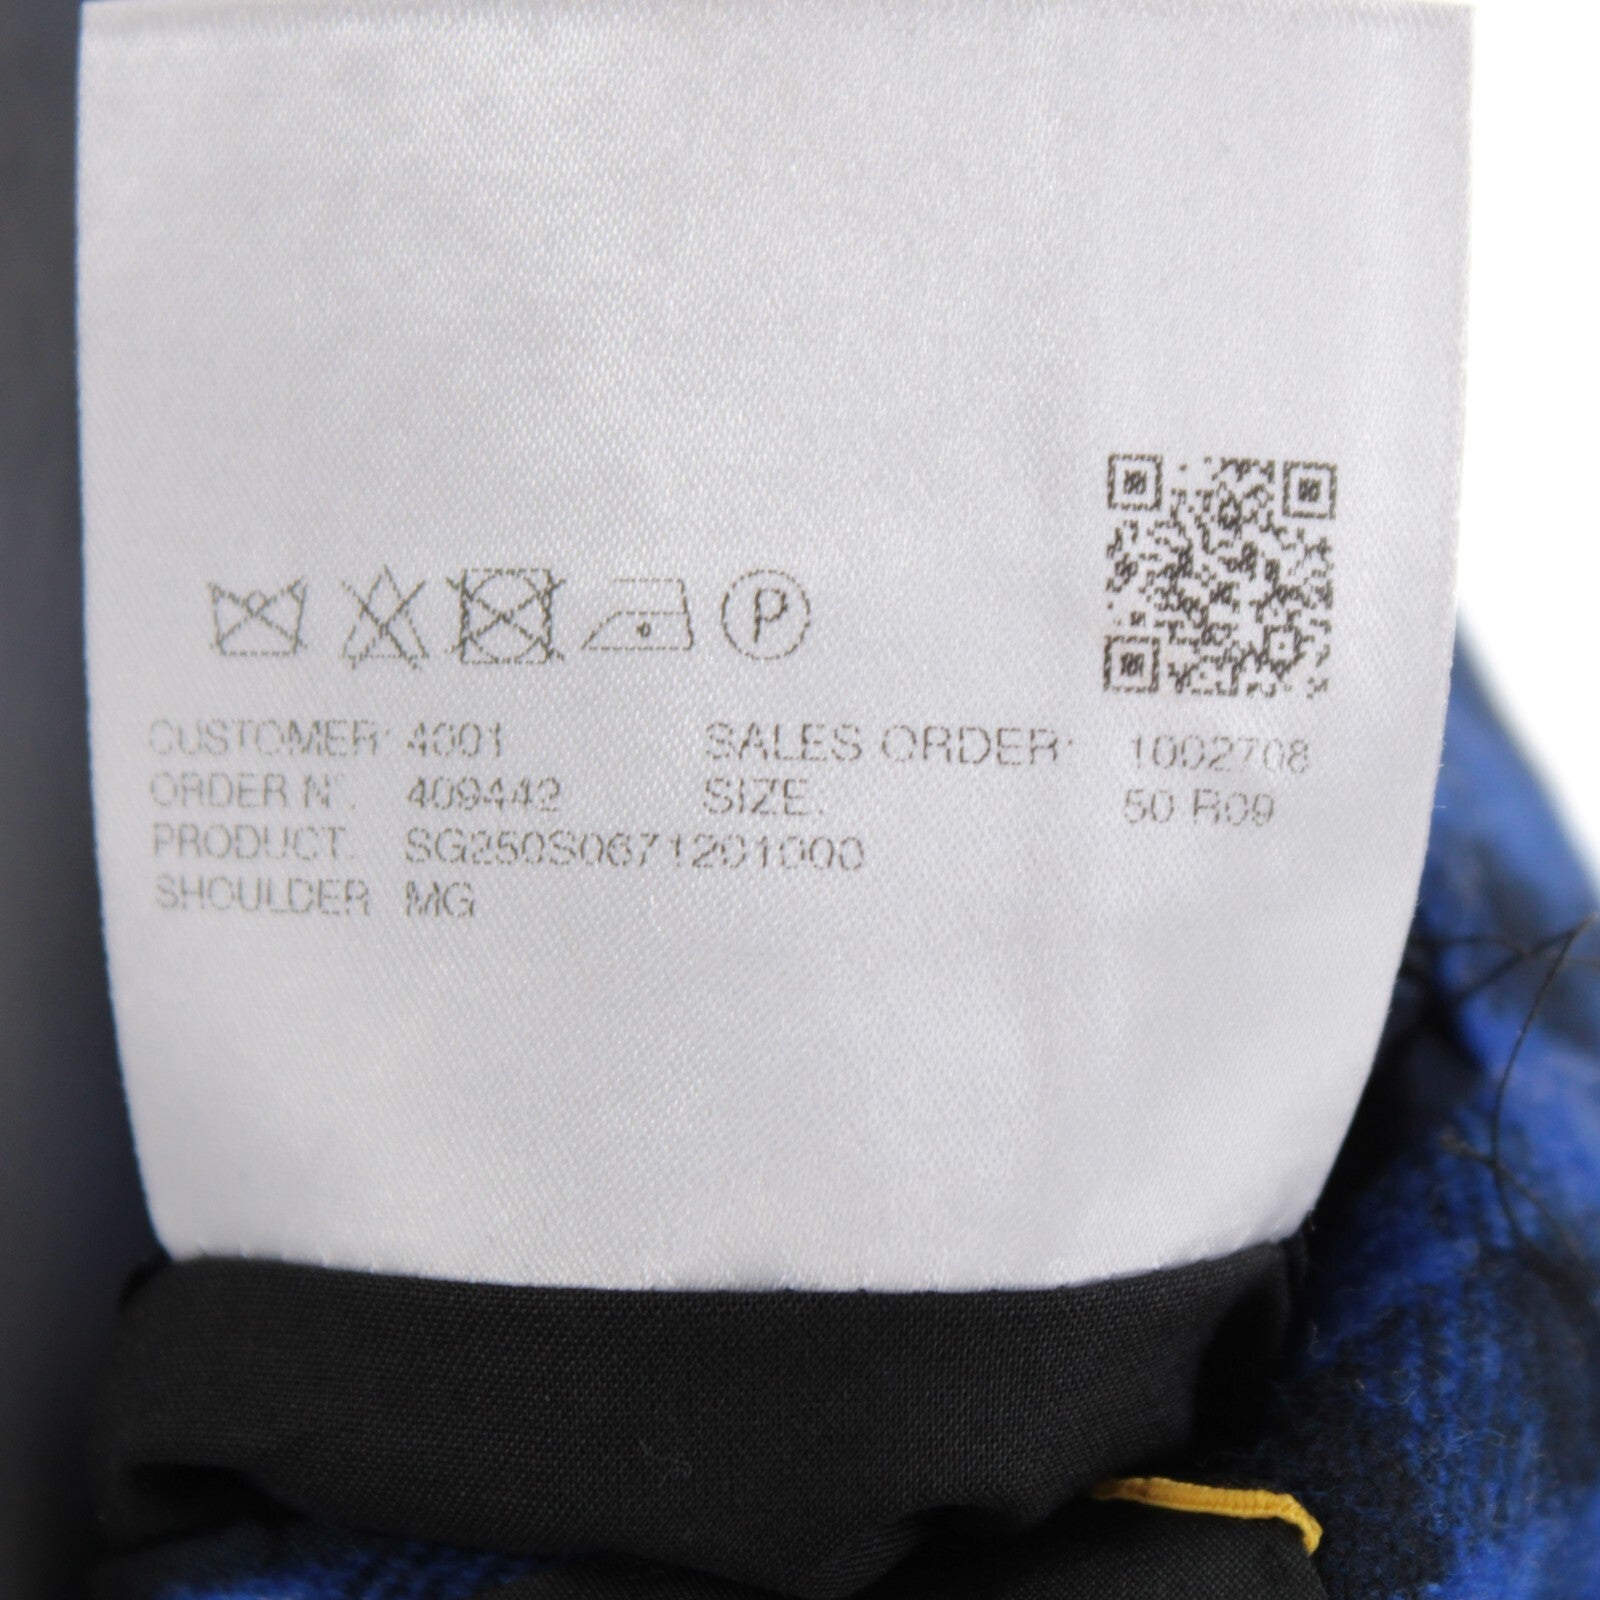 P
CUSTOMER: 4001 SALES ORDER: 1002708
ORDER N°. 409442 SIZE. 50 R09
PRODUCT. SG250S0671201000
SHOULDER MG